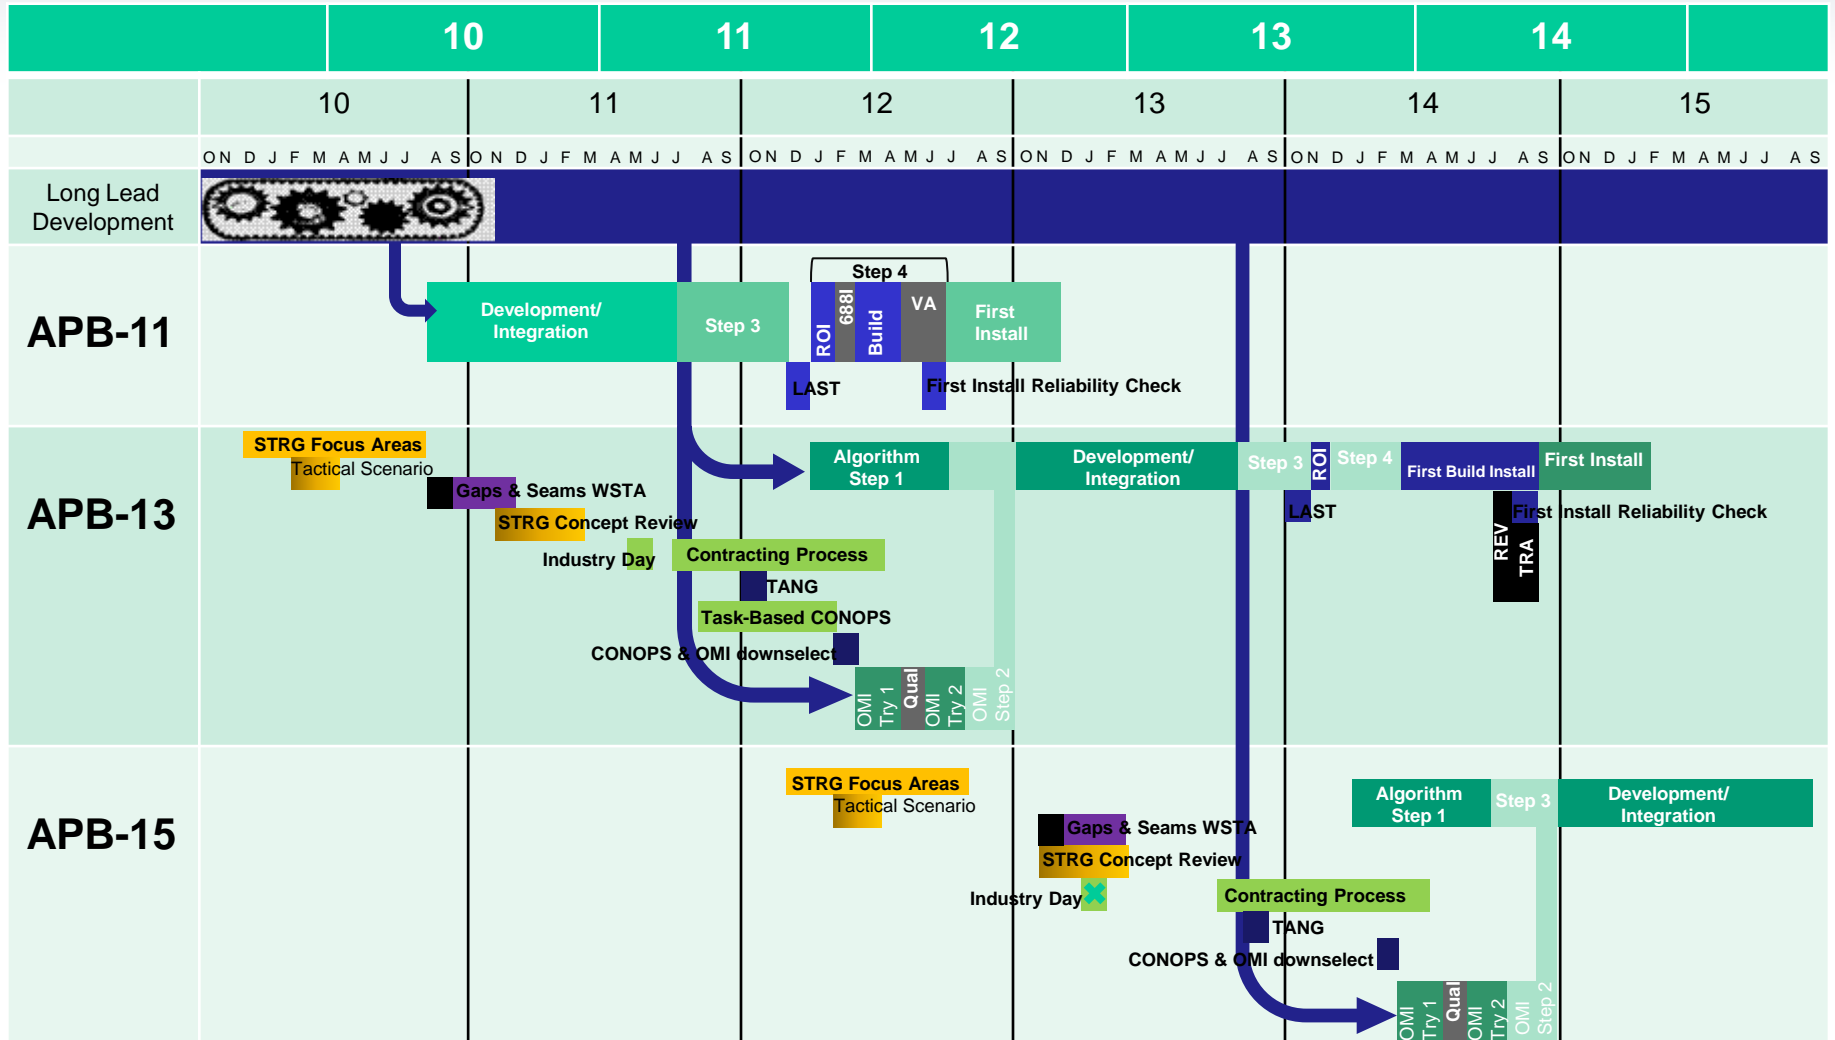 10 11 12 13 14
10 11 12 13 14 15
O N D J F M A M J J A S O N D J F M A M J J A S O N D J F M A M J J A S O N D J F M A M J J A S O N D J F M A M J J A S O N D J F M A M J J A S
Long Lead
Development
APB-11
Development/
Integration
Step 3
Step 4
ROI
688I
Build
VA
First
Install
LAST
First Install Reliability Check
APB-13
STRG Focus Areas
Tactical Scenario
Gaps & Seams WSTA
STRG Concept Review
Industry Day
Contracting Process
TANG
Task-Based CONOPS
CONOPS & OMI downselect
Algorithm
Step 1
OMI
Try 1
Qual
OMI
Try 2
OMI
Step 2
Development/
Integration
Step 3
ROI
Step 4
First Build Install
First Install
LAST
First Install Reliability Check
REV
TRA
APB-15
STRG Focus Areas
Tactical Scenario
Gaps & Seams WSTA
STRG Concept Review
Industry Day
Contracting Process
TANG
CONOPS & OMI downselect
Algorithm
Step 1
Step 3
Development/
Integration
OMI
Try 1
Qual
OMI
Try 2
OMI
Step 2